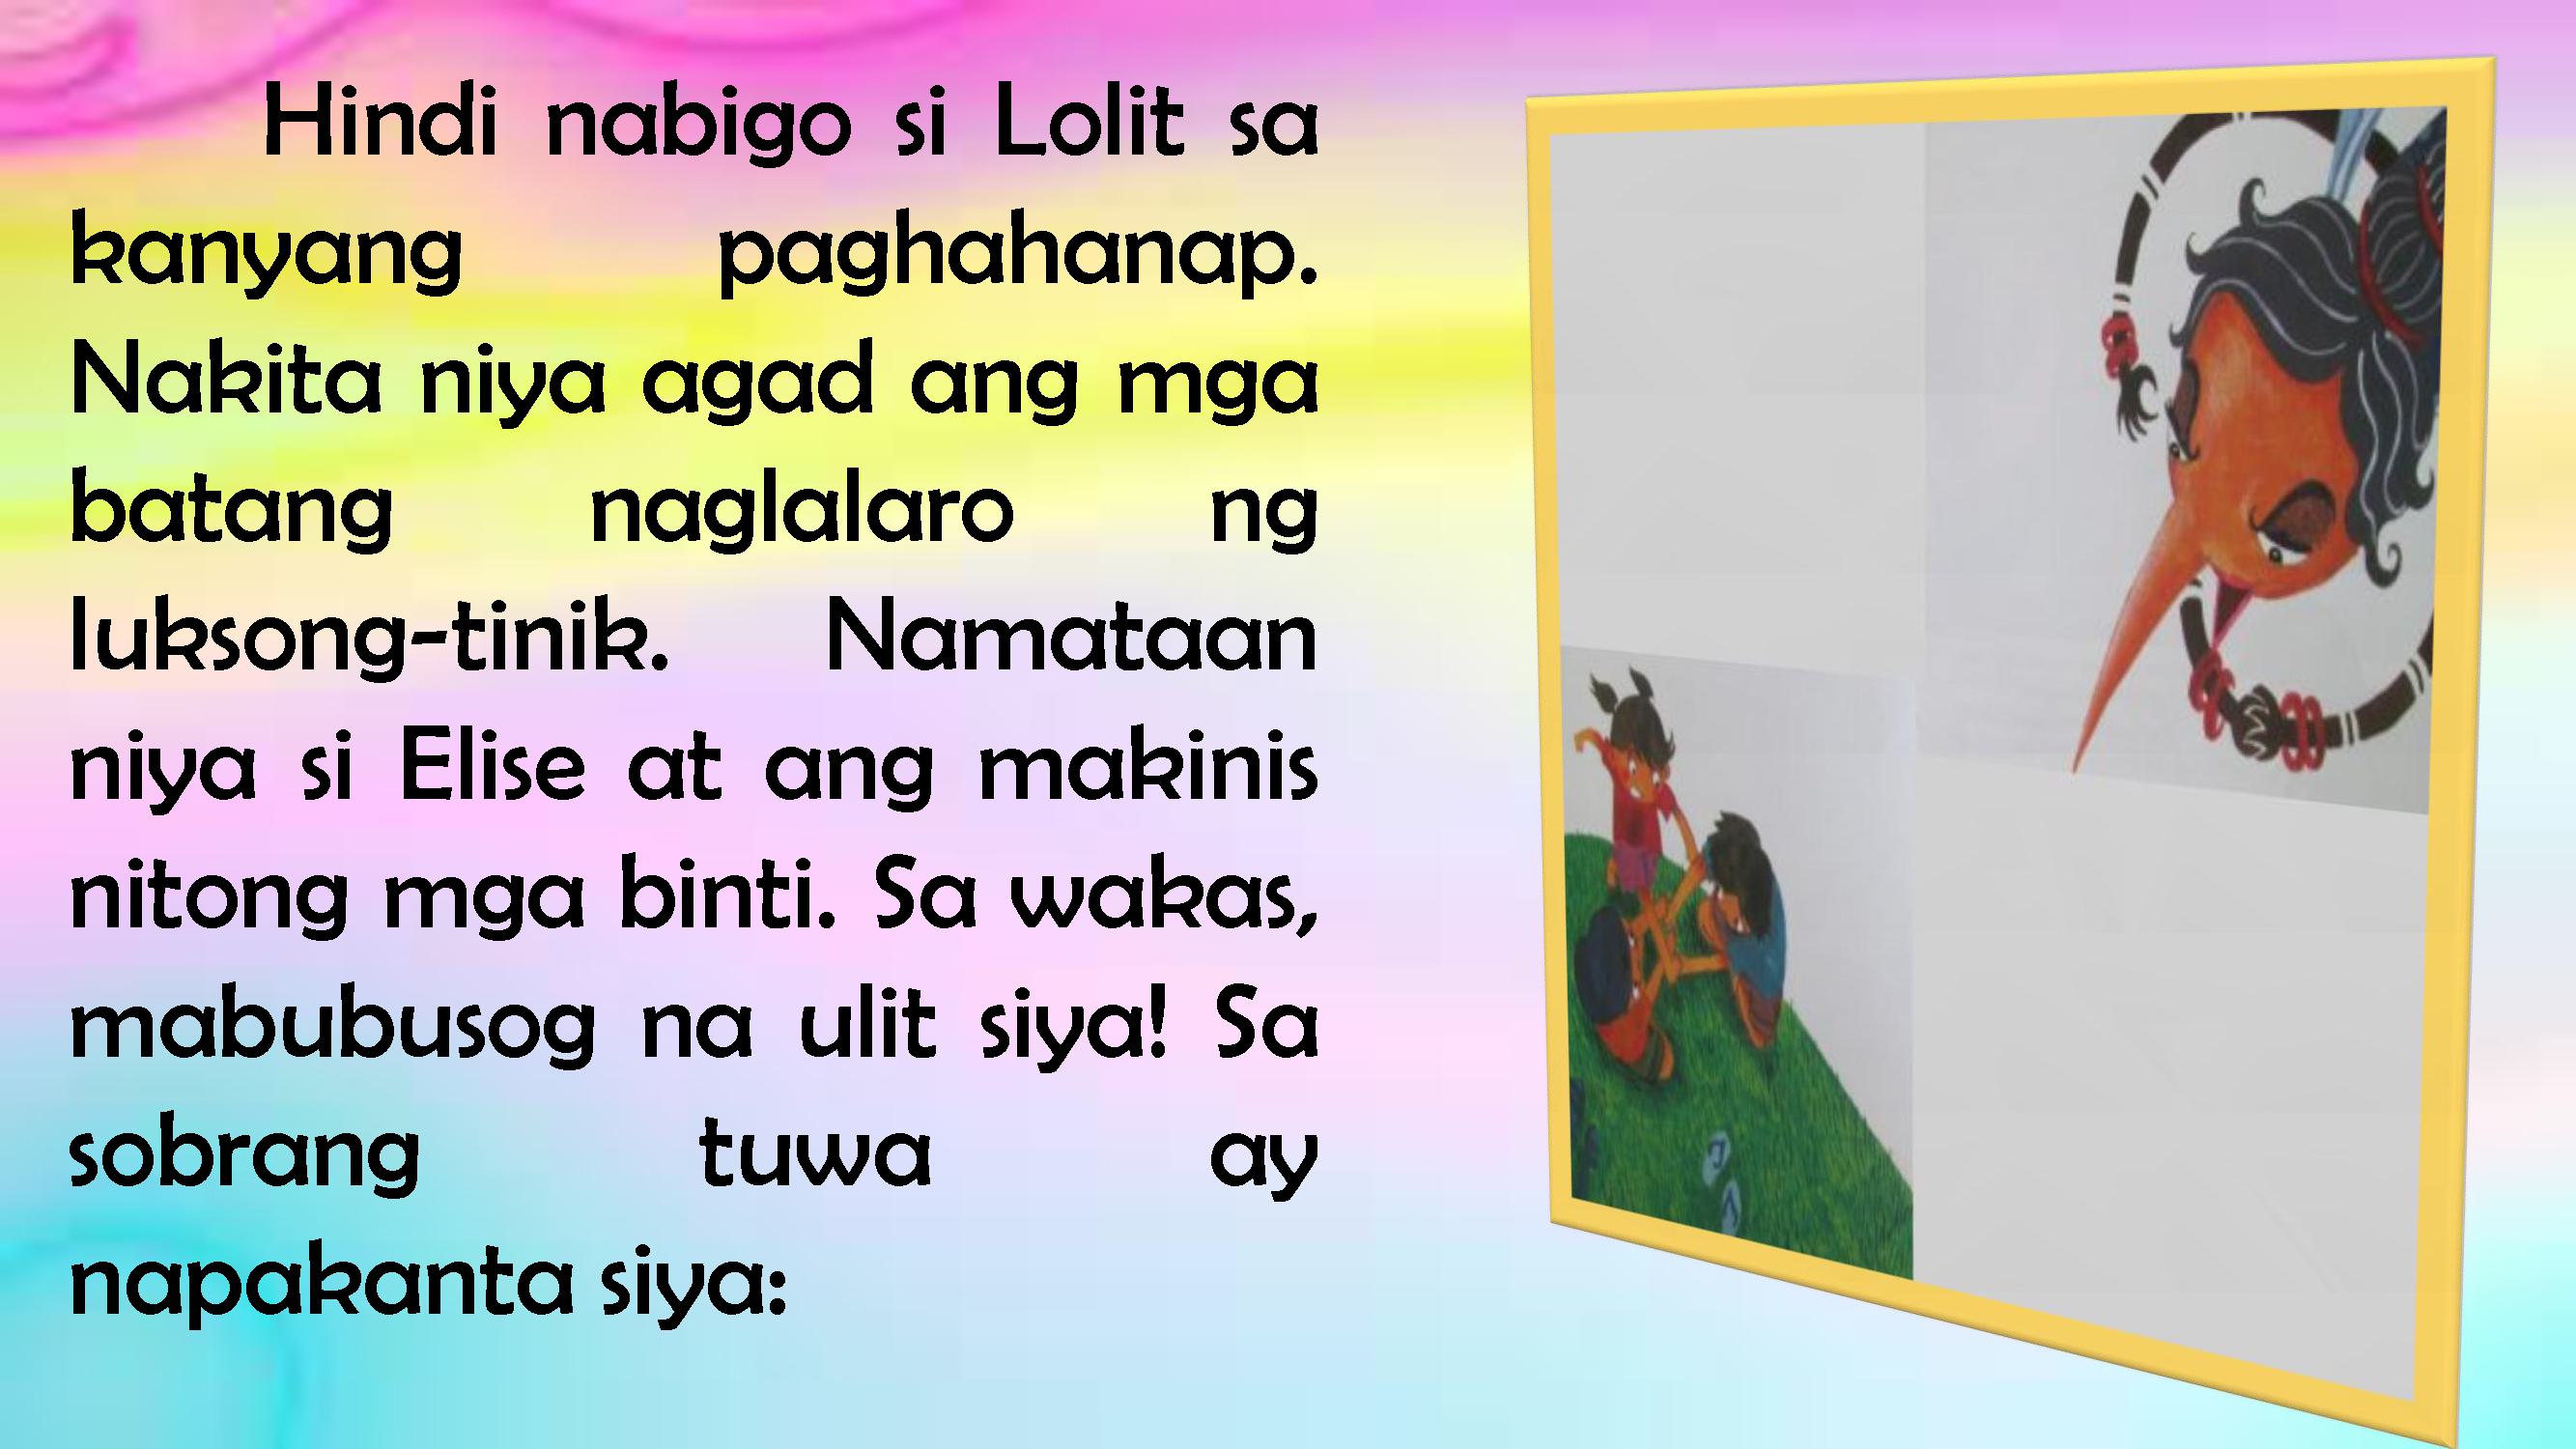 Hindi nabigo si Lolit sa
kanyang paghahanap.
Nakita niya agad ang mga
batang naglalaro ng
luksong-tinik. Namataan
niya si Elise at ang makinis
nitong mga binti. Sa wakas,
mabubusog na ulit siya! Sa
sobrang tuwa ay
napakanta siya: